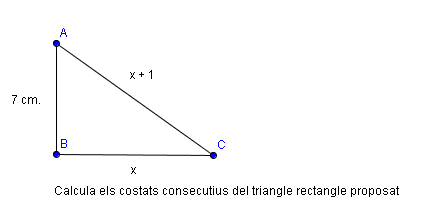 A
x + 1
7 cm.
B
C
x
Calcula els costats consecutius del triangle rectangle proposat